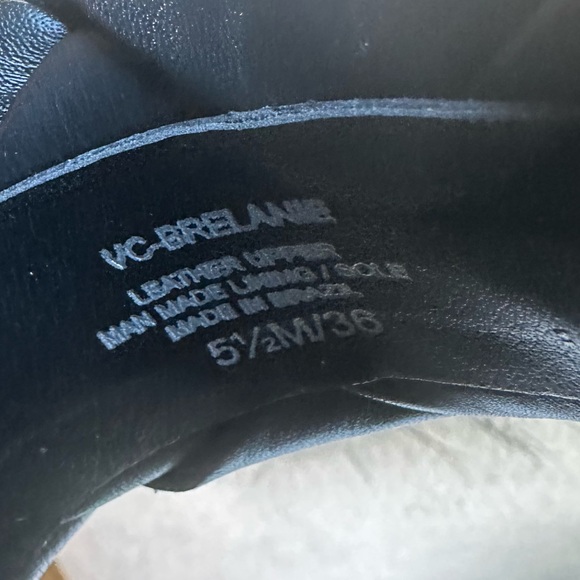 VC-BRELANIE
LEATHER UPPER
MAN MADE LINING / SOLE
MADE IN BRAZIL
5½M/36